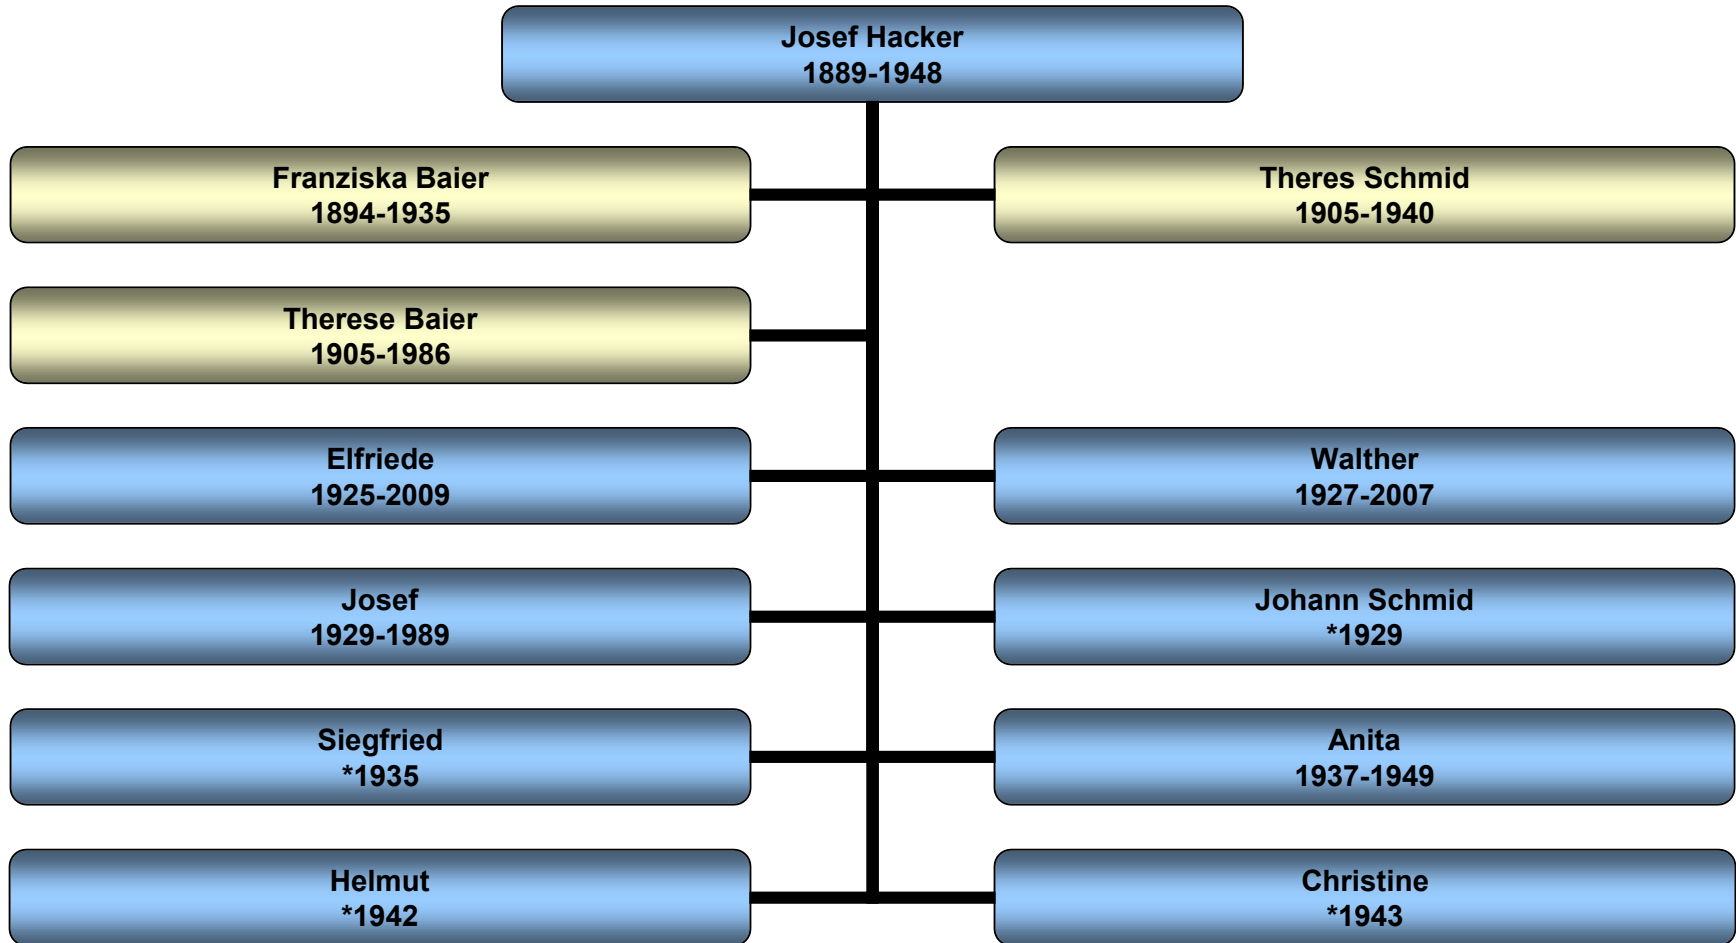 Josef Hacker
1889-1948
Franziska Baier
1894-1935
Theres Schmid
1905-1940
Therese Baier
1905-1986
Elfriede
1925-2009
Walther
1927-2007
Josef
1929-1989
Johann Schmid
*1929
Siegfried
*1935
Anita
1937-1949
Helmut
*1942
Christine
*1943